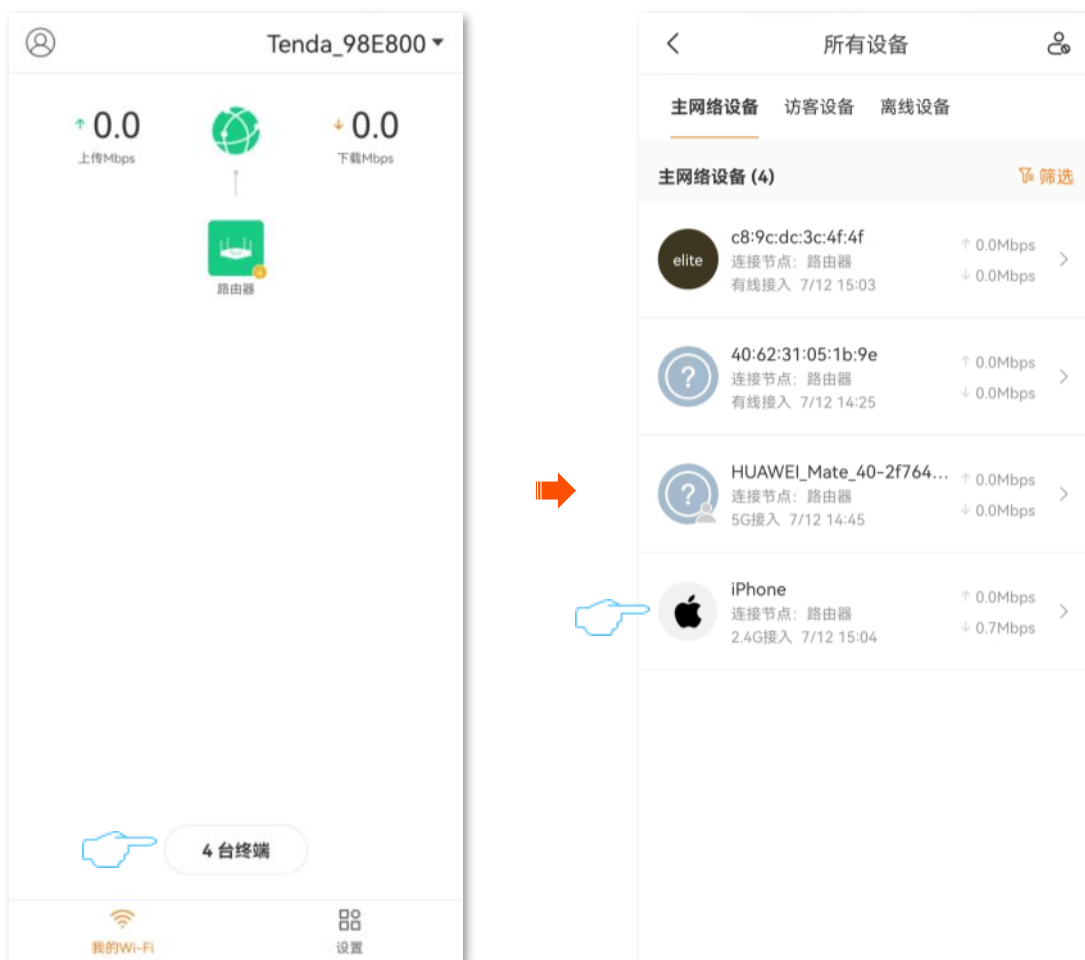 Tenda_98E800
0.0
上传Mbps
0.0
下载Mbps
4
路由器
4 台终端
我的Wi-Fi
设置
所有设备
主网络设备 访客设备 离线设备
主网络设备 (4)
筛选
elite
c8:9c:dc:3c:4f:4f
连接节点：路由器
有线接入 7/12 15:03
↑ 0.0Mbps
↓ 0.0Mbps
?
40:62:31:05:1b:9e
连接节点：路由器
有线接入 7/12 14:25
↑ 0.0Mbps
↓ 0.0Mbps
?
HUAWEI_Mate_40-2f764...
连接节点：路由器
5G接入 7/12 14:45
↑ 0.0Mbps
↓ 0.0Mbps
iPhone
连接节点：路由器
2.4G接入 7/12 15:04
↑ 0.0Mbps
↓ 0.7Mbps